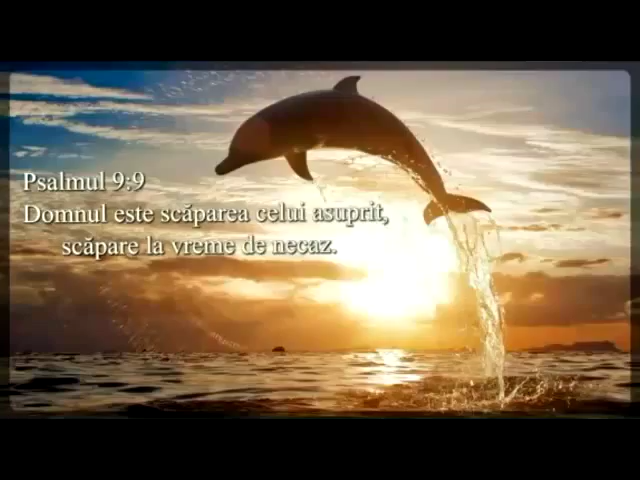 Psalmul 9:9
Domnul este scăparea celui asuprit,
scăpare la vreme de necaz.